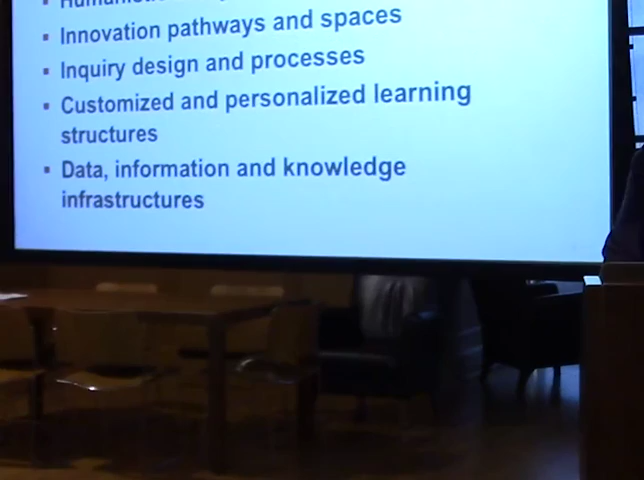 Innovation pathways and spaces
Inquiry design and processes
Customized and personalized learning
structures
Data, information and knowledge
infrastructures